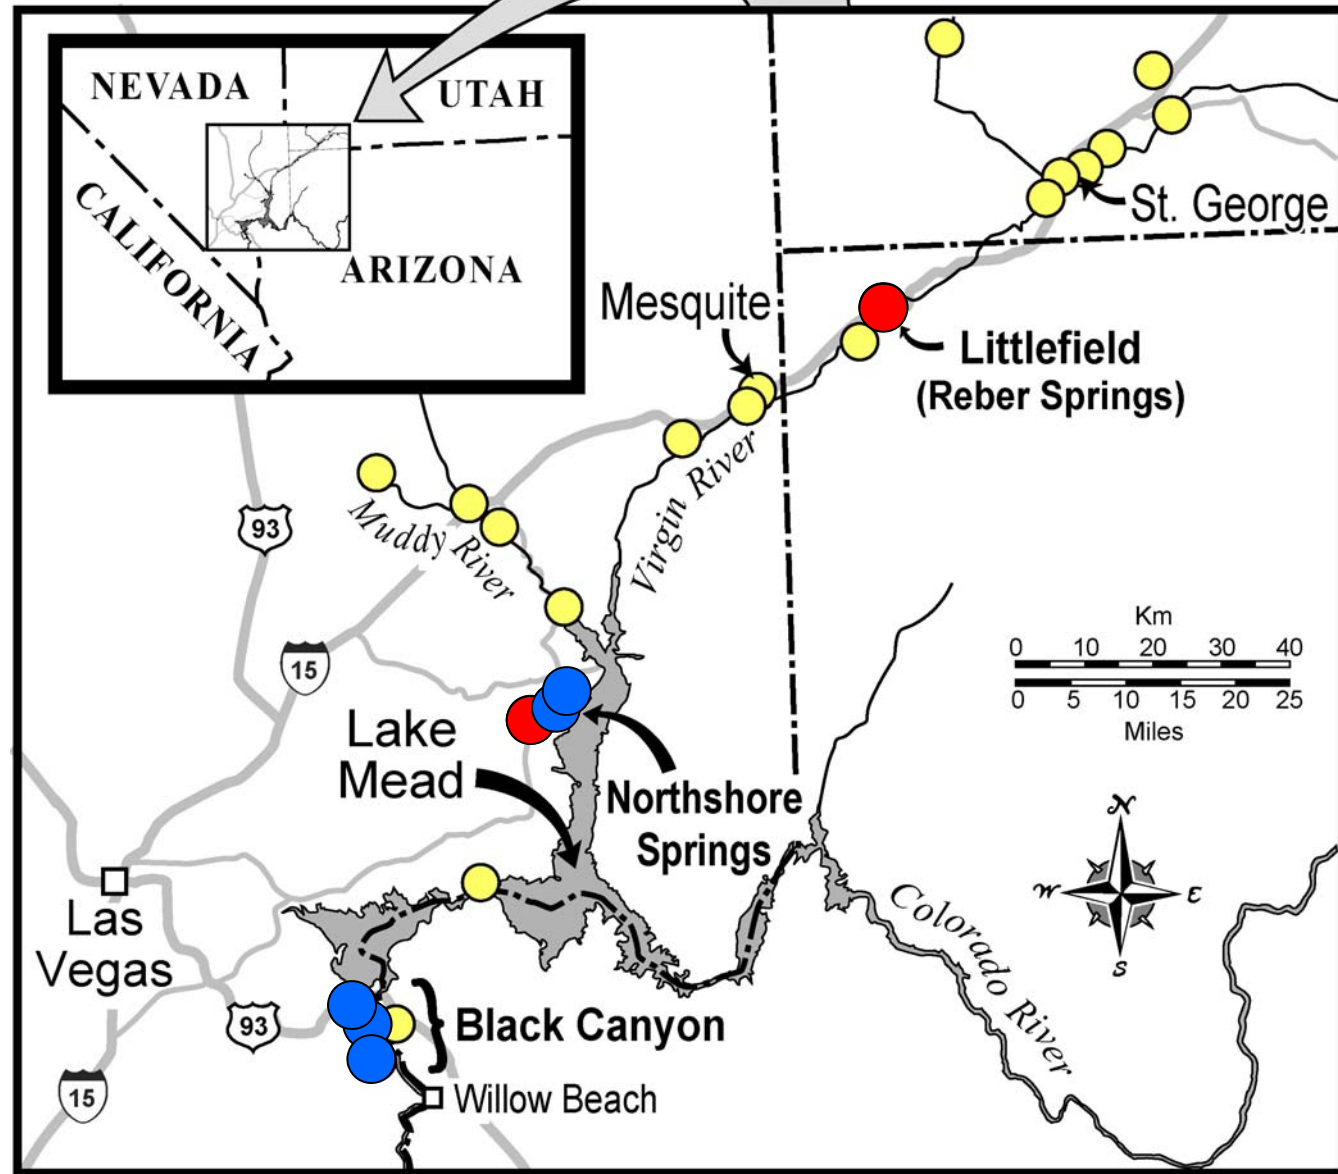 NEVADA
UTAH
CALIFORNIA
ARIZONA
St. George
Mesquite
Littlefield
(Reber Springs)
Virgin River
Muddy River
93
15
Km
0 10 20 30 40
0 5 10 15 20 25
Miles
Lake
Mead
Northshore
Springs
N
W E
S
Las
Vegas
Colorado River
93
Black Canyon
15
Willow Beach